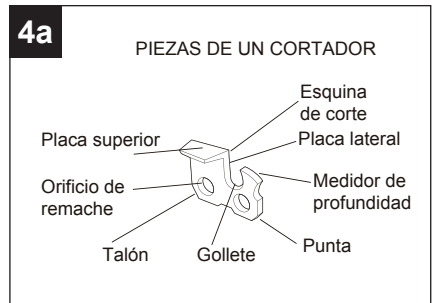 4a
PIEZAS DE UN CORTADOR
Esquina
de corte
Placa superior
Placa lateral
Orificio de
remache
Medidor de
profundidad
Talón
Gollete
Punta